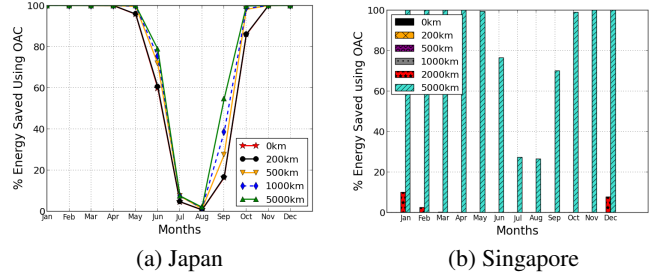 % Energy Saved Using OAC
100
80
60
40
20
0
Jan Feb Mar Apr May Jun Jul Aug Sep Oct Nov Dec
Months
0km
200km
500km
1000km
5000km
(a) Japan
% Energy Saved using OAC
100
80
60
40
20
0
Jan Feb Mar Apr May Jun Jul Aug Sep Oct Nov Dec
Months
0km
200km
500km
1000km
2000km
5000km
(b) Singapore